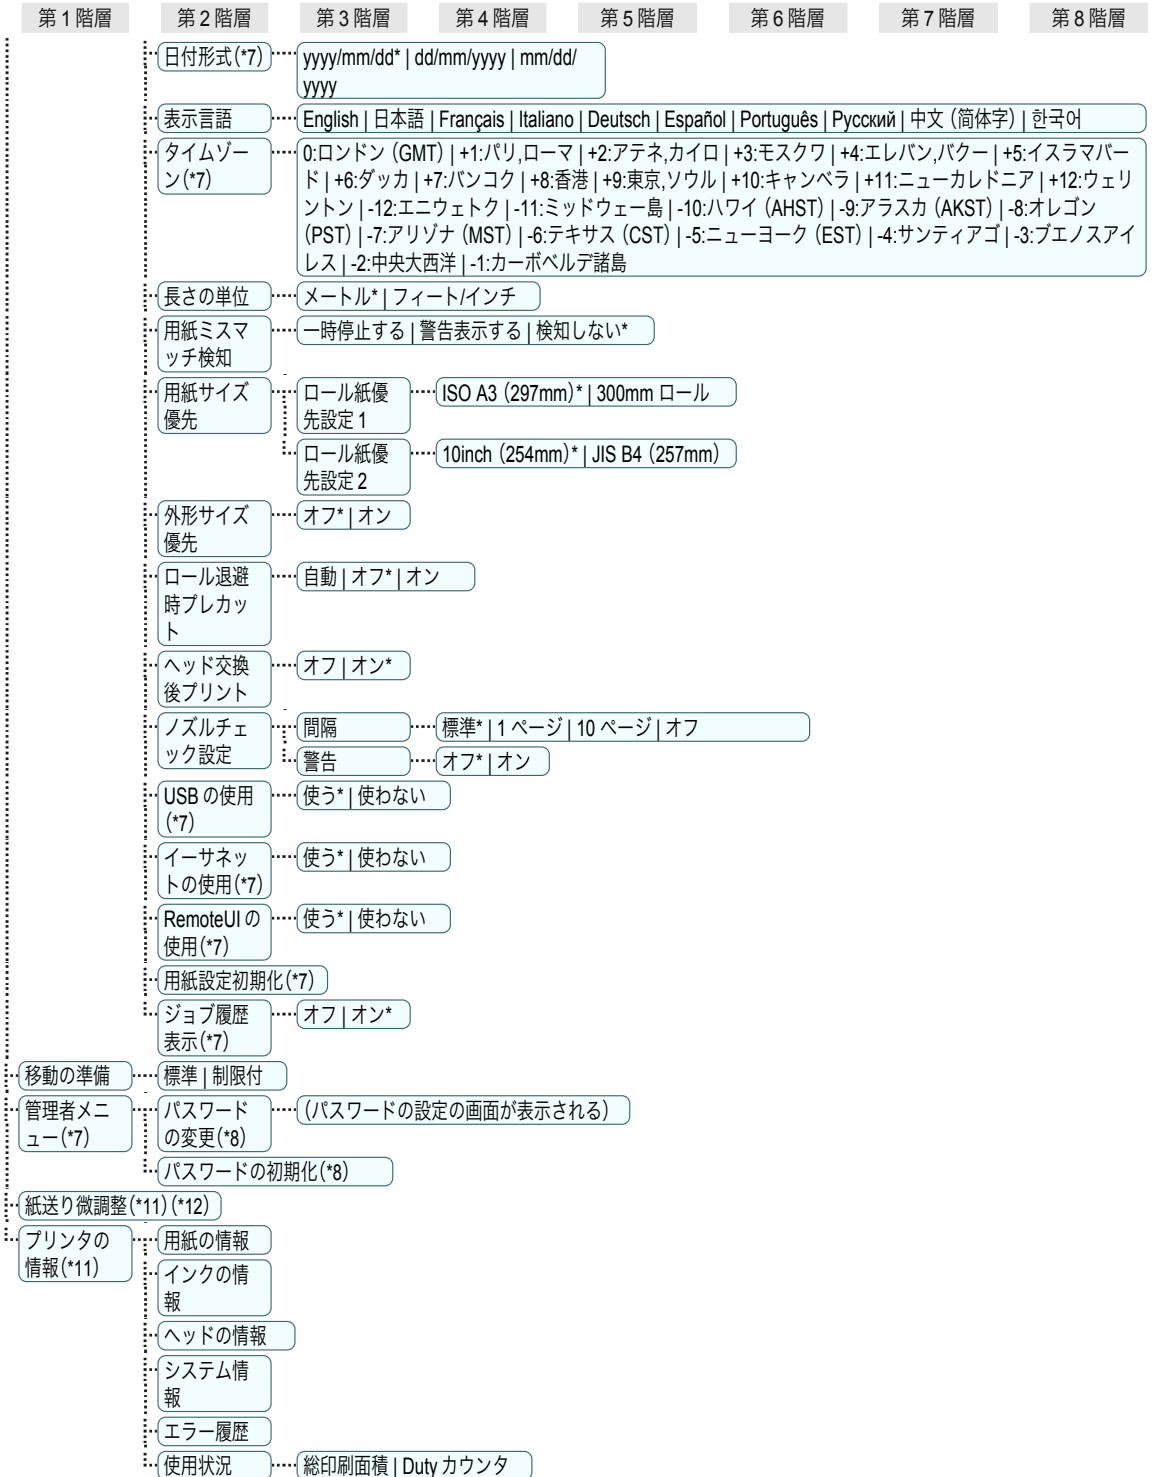 第 1 階層 第 2 階層 第 3 階層 第 4 階層 第 5 階層 第 6 階層 第 7 階層 第 8 階層
日付形式(*7)
yyyy/mm/dd* | dd/mm/yyyy | mm/dd/
yyyy
表示言語
English | 日本語 | Français | Italiano | Deutsch | Español | Português | Русский | 中文 (简体字) | 한국어
タイムゾー
ン(*7)
0:ロンドン (GMT) | +1:パリ,ローマ | +2:アテネ,カイロ | +3:モスクワ | +4:エレバン,バクー | +5:イスラマバー
ド | +6:ダッカ | +7:バンコク | +8:香港 | +9:東京,ソウル | +10:キャンベラ | +11:ニューカレドニア | +12:ウェリ
ントン | -12:エニウェトク | -11:ミッドウェー島 | -10:ハワイ (AHST) | -9:アラスカ (AKST) | -8:オレゴン
(PST) | -7:アリゾナ (MST) | -6:テキサス (CST) | -5:ニューヨーク (EST) | -4:サンティアゴ | -3:ブエノスアイ
レス | -2:中央大西洋 | -1:カーボベルデ諸島
長さの単位
メートル* | フィート/インチ
用紙ミスマ
ッチ検知
一時停止する | 警告表示する | 検知しない*
用紙サイズ
優先
ロール紙優
先設定 1
ISO A3 (297mm)* | 300mm ロール
ロール紙優
先設定 2
10inch (254mm)* | JIS B4 (257mm)
外形サイズ
優先
オフ* | オン
ロール退避
時プレカッ
ト
自動 | オフ* | オン
ヘッド交換
後プリント
オフ | オン*
ノズルチェ
ック設定
間隔
標準* | 1 ページ | 10 ページ | オフ
警告
オフ* | オン
USB の使用
(*7)
使う* | 使わない
イーサネッ
トの使用(*7)
使う* | 使わない
RemoteUI の
使用(*7)
使う* | 使わない
用紙設定初期化(*7)
ジョブ履歴
表示(*7)
オフ | オン*
移動の準備
標準 | 制限付
管理者メニ
ュー(*7)
パスワード
の変更(*8)
(パスワードの設定の画面が表示される)
パスワードの初期化(*8)
紙送り微調整(*11)(*12)
プリンタの
情報(*11)
用紙の情報
インクの情
報
ヘッドの情報
システム情
報
エラー履歴
使用状況
総印刷面積 | Duty カウンタ